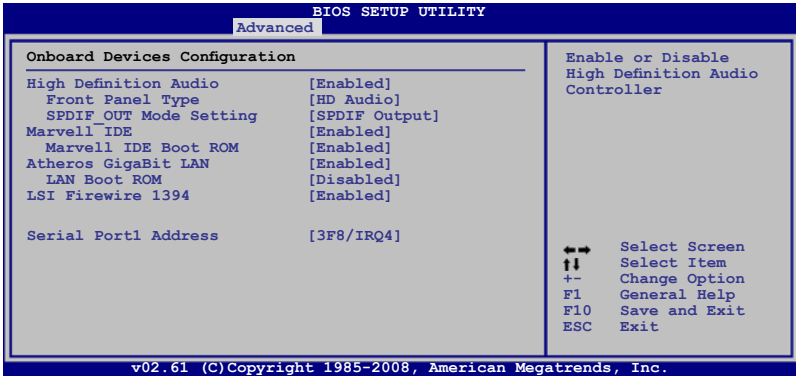 BIOS SETUP UTILITY
Advanced
Onboard Devices Configuration
High Definition Audio [Enabled]
Front Panel Type [HD Audio]
SPDIF_OUT Mode Setting [SPDIF Output]
Marvell IDE [Enabled]
Marvell IDE Boot ROM [Enabled]
Atheros GigaBit LAN [Enabled]
LAN Boot ROM [Disabled]
LSI Firewire 1394 [Enabled]
Serial Port1 Address [3F8/IRQ4]
Enable or Disable
High Definition Audio
Controller
←→ Select Screen
↑↓ Select Item
+- Change Option
F1 General Help
F10 Save and Exit
ESC Exit
v02.61 (C)Copyright 1985-2008, American Megatrends, Inc.